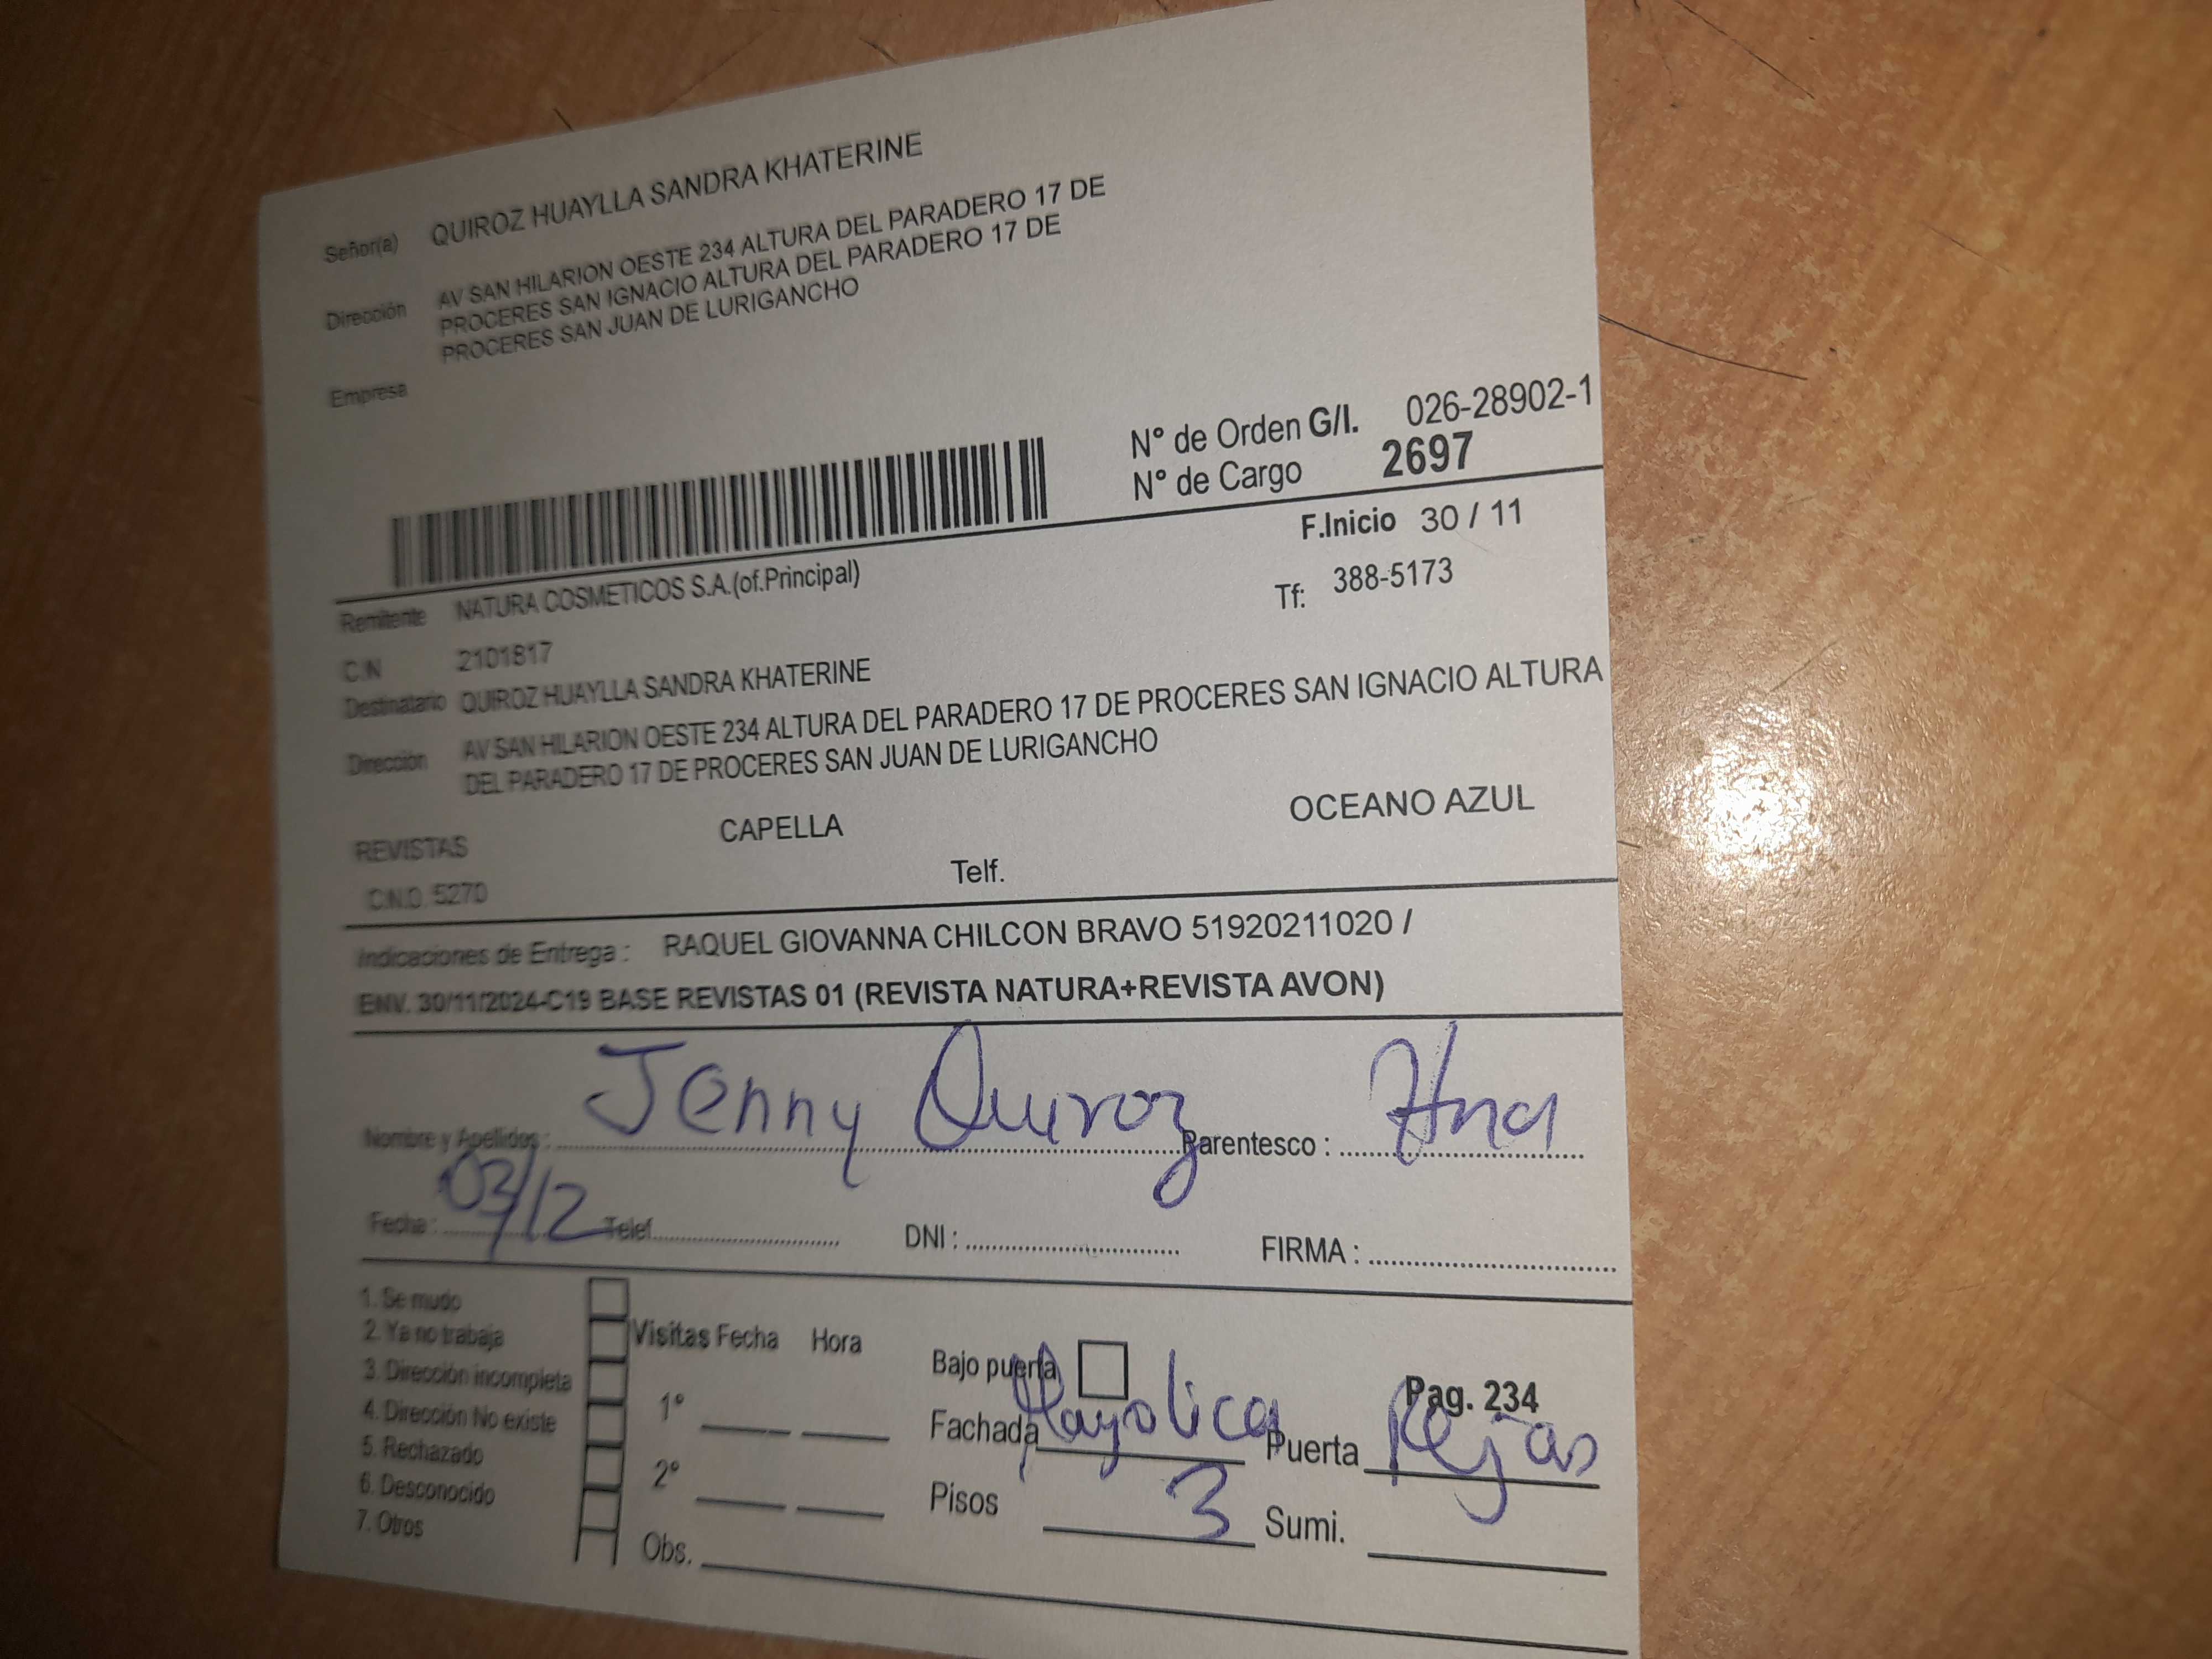 Señor(a) QUIROZ HUAYLLA SANDRA KHATERINE
Dirección AV SAN HILARION OESTE 234 ALTURA DEL PARADERO 17 DE
PROCERES SAN IGNACIO ALTURA DEL PARADERO 17 DE
PROCERES SAN JUAN DE LURIGANCHO
Empresa
N° de Orden G/I. 026-28902-1
N° de Cargo 2697
F.Inicio 30 / 11
Remitente NATURA COSMETICOS S.A.(of.Principal) Tf: 388-5173
C.N 2101817
Destinatario QUIROZ HUAYLLA SANDRA KHATERINE
Dirección AV SAN HILARION OESTE 234 ALTURA DEL PARADERO 17 DE PROCERES SAN IGNACIO ALTURA
DEL PARADERO 17 DE PROCERES SAN JUAN DE LURIGANCHO
REVISTAS CAPELLA OCEANO AZUL
C.N.O. 5270 Telf.
Indicaciones de Entrega : RAQUEL GIOVANNA CHILCON BRAVO 51920211020 /
ENV. 30/11/2024-C19 BASE REVISTAS 01 (REVISTA NATURA+REVISTA AVON)
Nombre y Apellidos : Jenny Quiroz Parentesco : Hna
Fecha : 03/12 Telef. DNI : FIRMA :
1. Se mudo
2. Ya no trabaja
3. Dirección incompleta
4. Dirección No existe
5. Rechazado
6. Desconocido
7. Otros
Visitas Fecha Hora
1°
2°
Obs.
Bajo puerta Pag. 234
Fachada Mayolica Puerta Rejas
Pisos 3 Sumi.